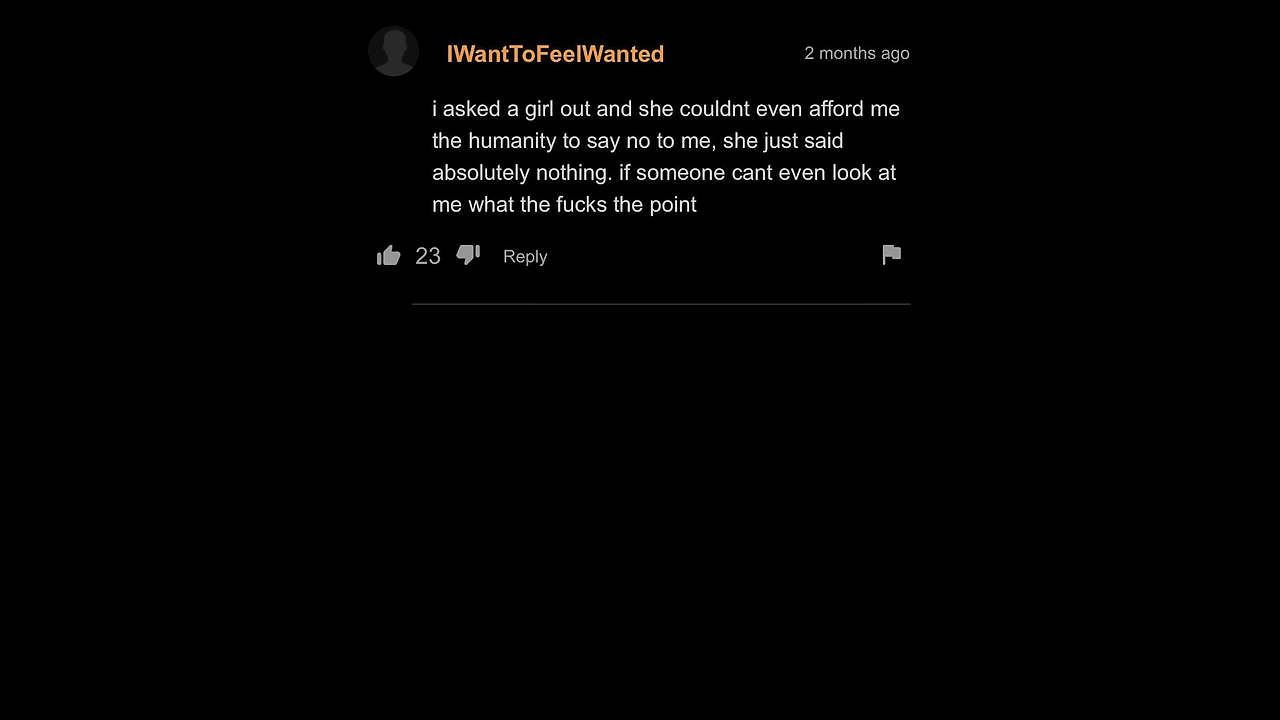 IWantToFeelWanted 2 months ago
i asked a girl out and she couldnt even afford me
the humanity to say no to me, she just said
absolutely nothing. if someone cant even look at
me what the fucks the point
23 Reply